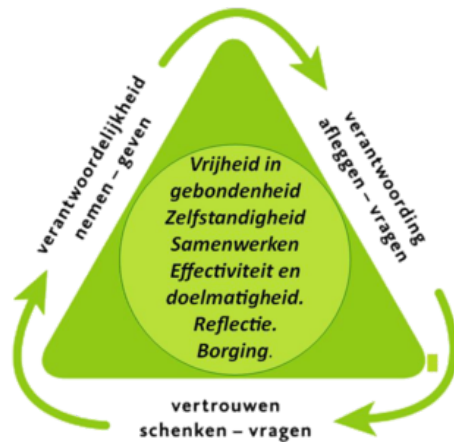 verantwoordelijkheid
nemen – geven
verantwoording
afleggen – vragen
Vrijheid in
gebondenheid
Zelfstandigheid
Samenwerken
Effectiviteit en
doelmatigheid.
Reflectie.
Borging.
vertrouwen
schenken – vragen